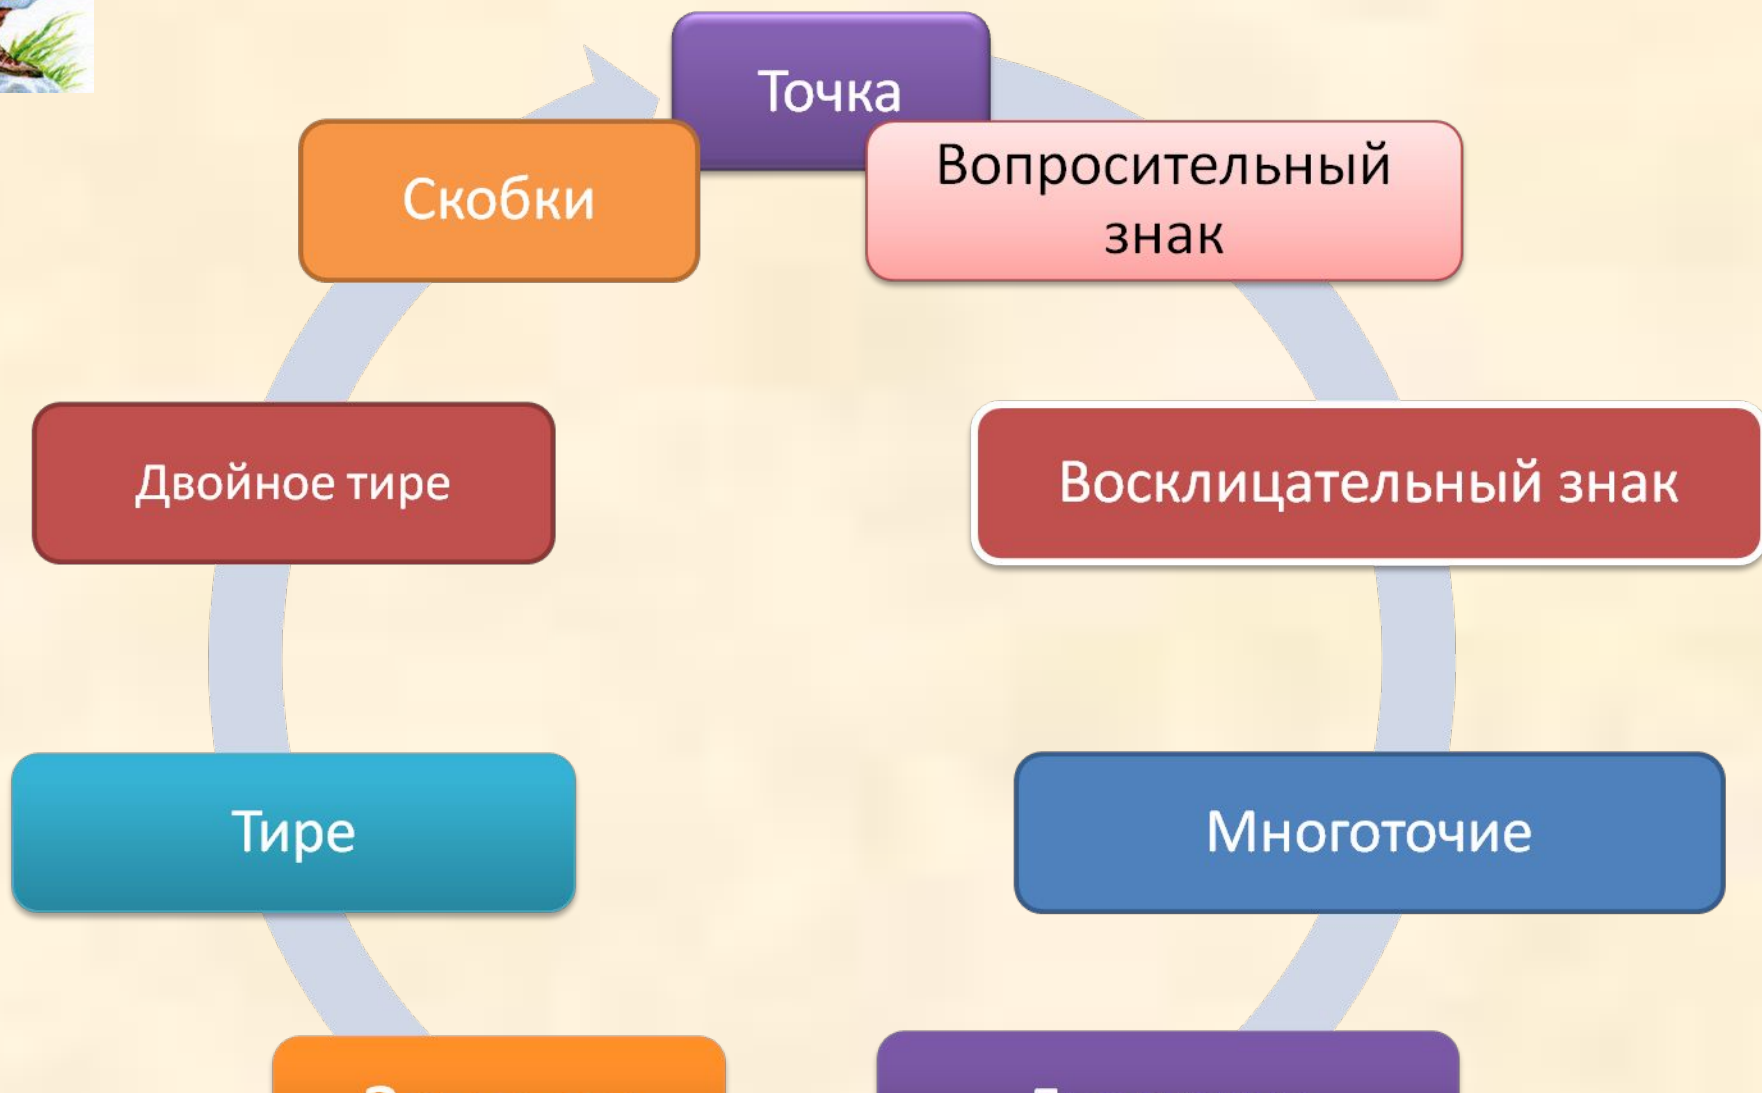 Точка
Вопросительный
знак
Восклицательный знак
Многоточие
Тире
Двойное тире
Скобки